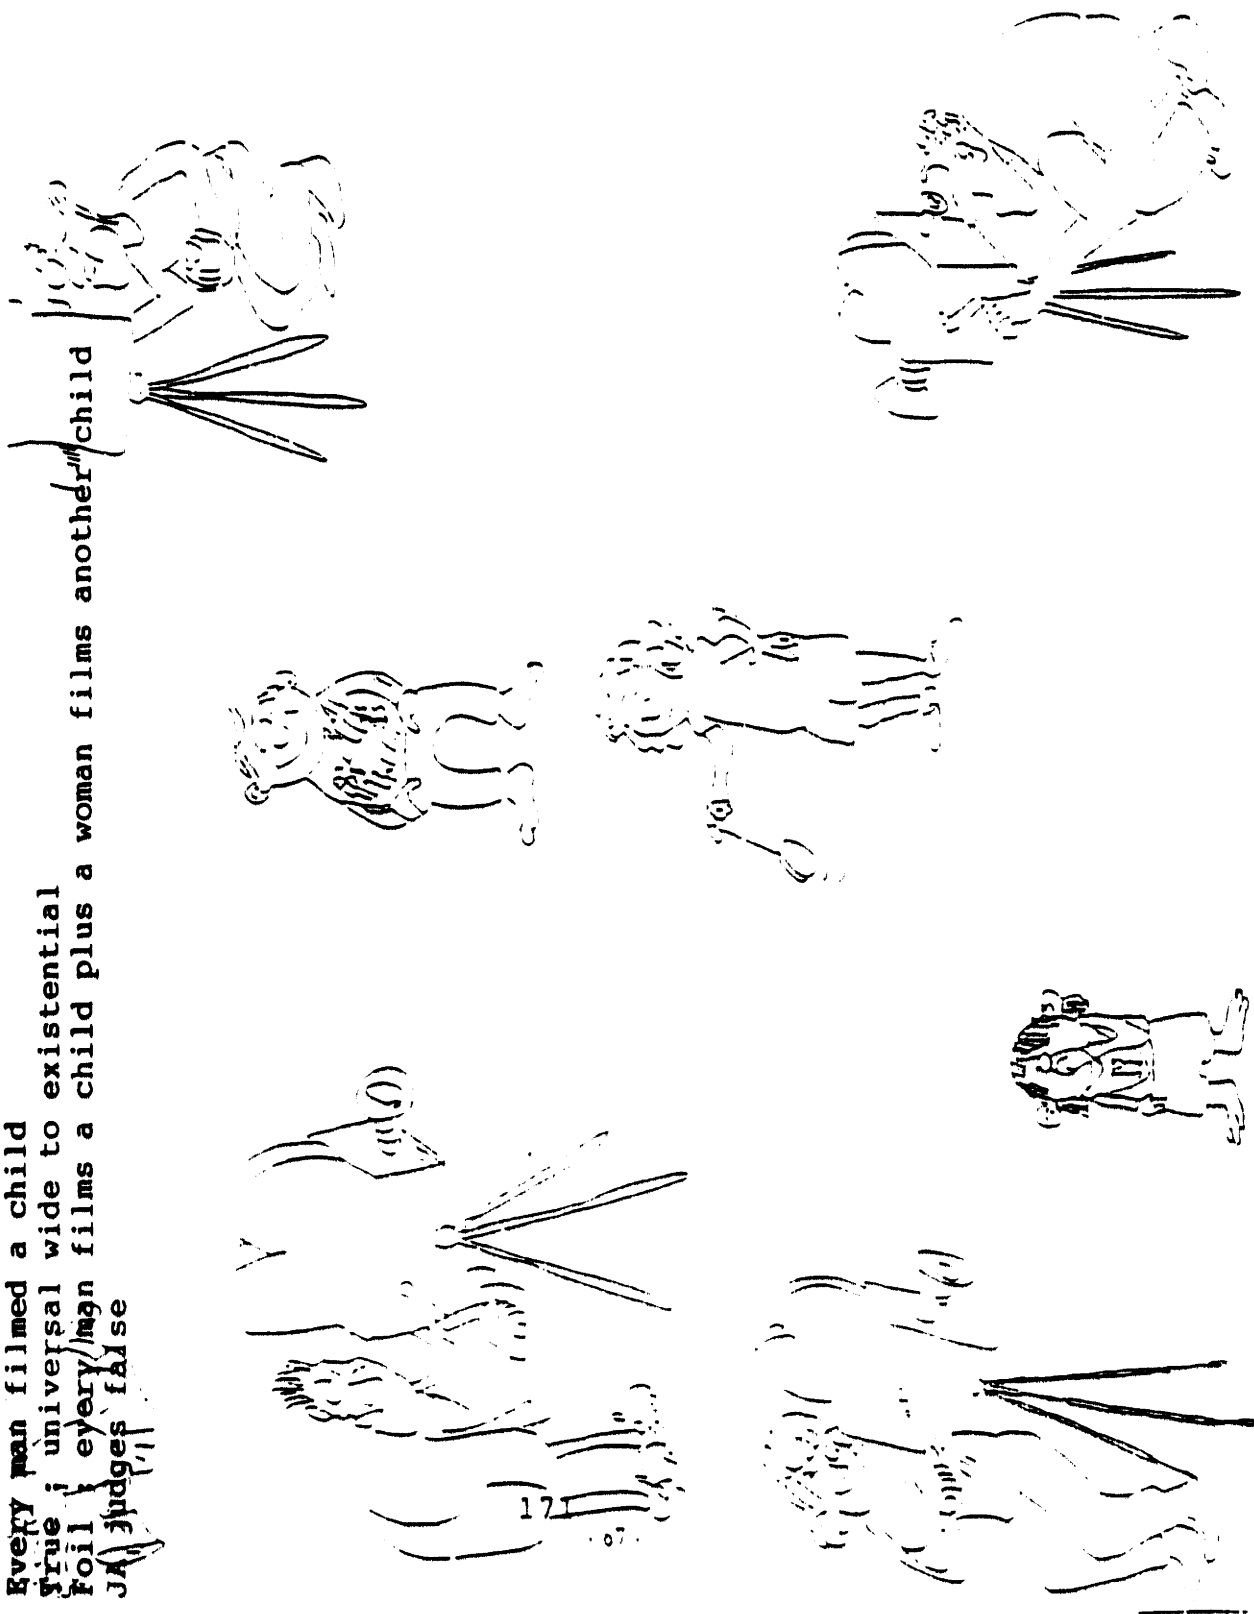 Every man filmed a child
True ; universal wide to existential
Foil ; every man films a child plus a woman films another child
JA judges false
171